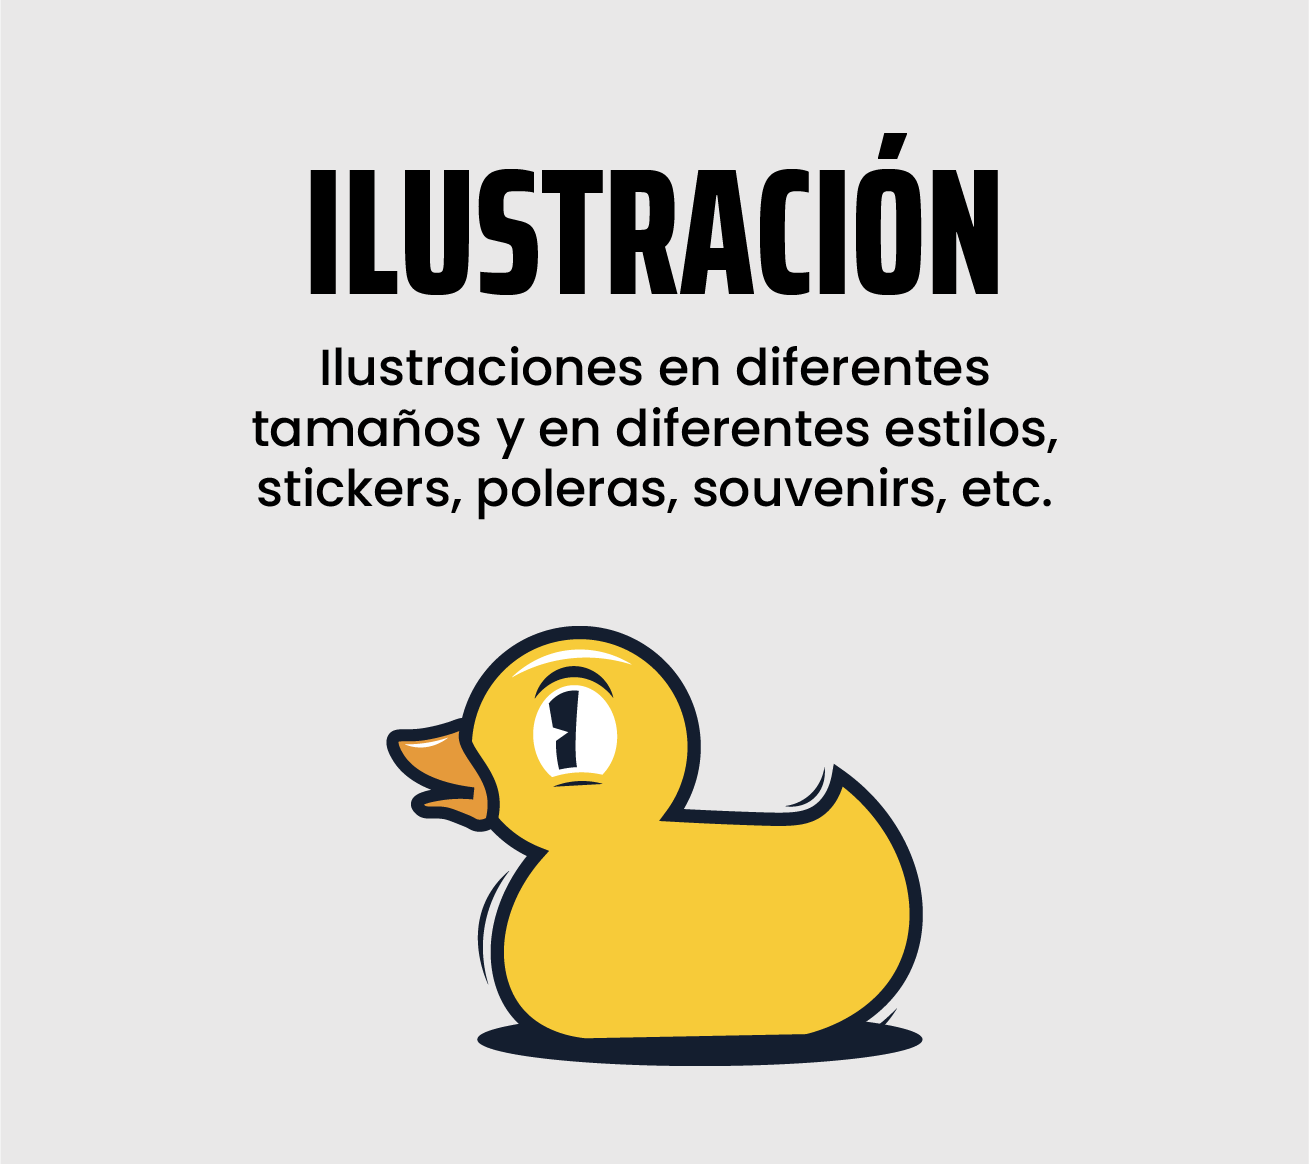 ILUSTRACIÓN
Ilustraciones en diferentes
tamaños y en diferentes estilos,
stickers, poleras, souvenirs, etc.